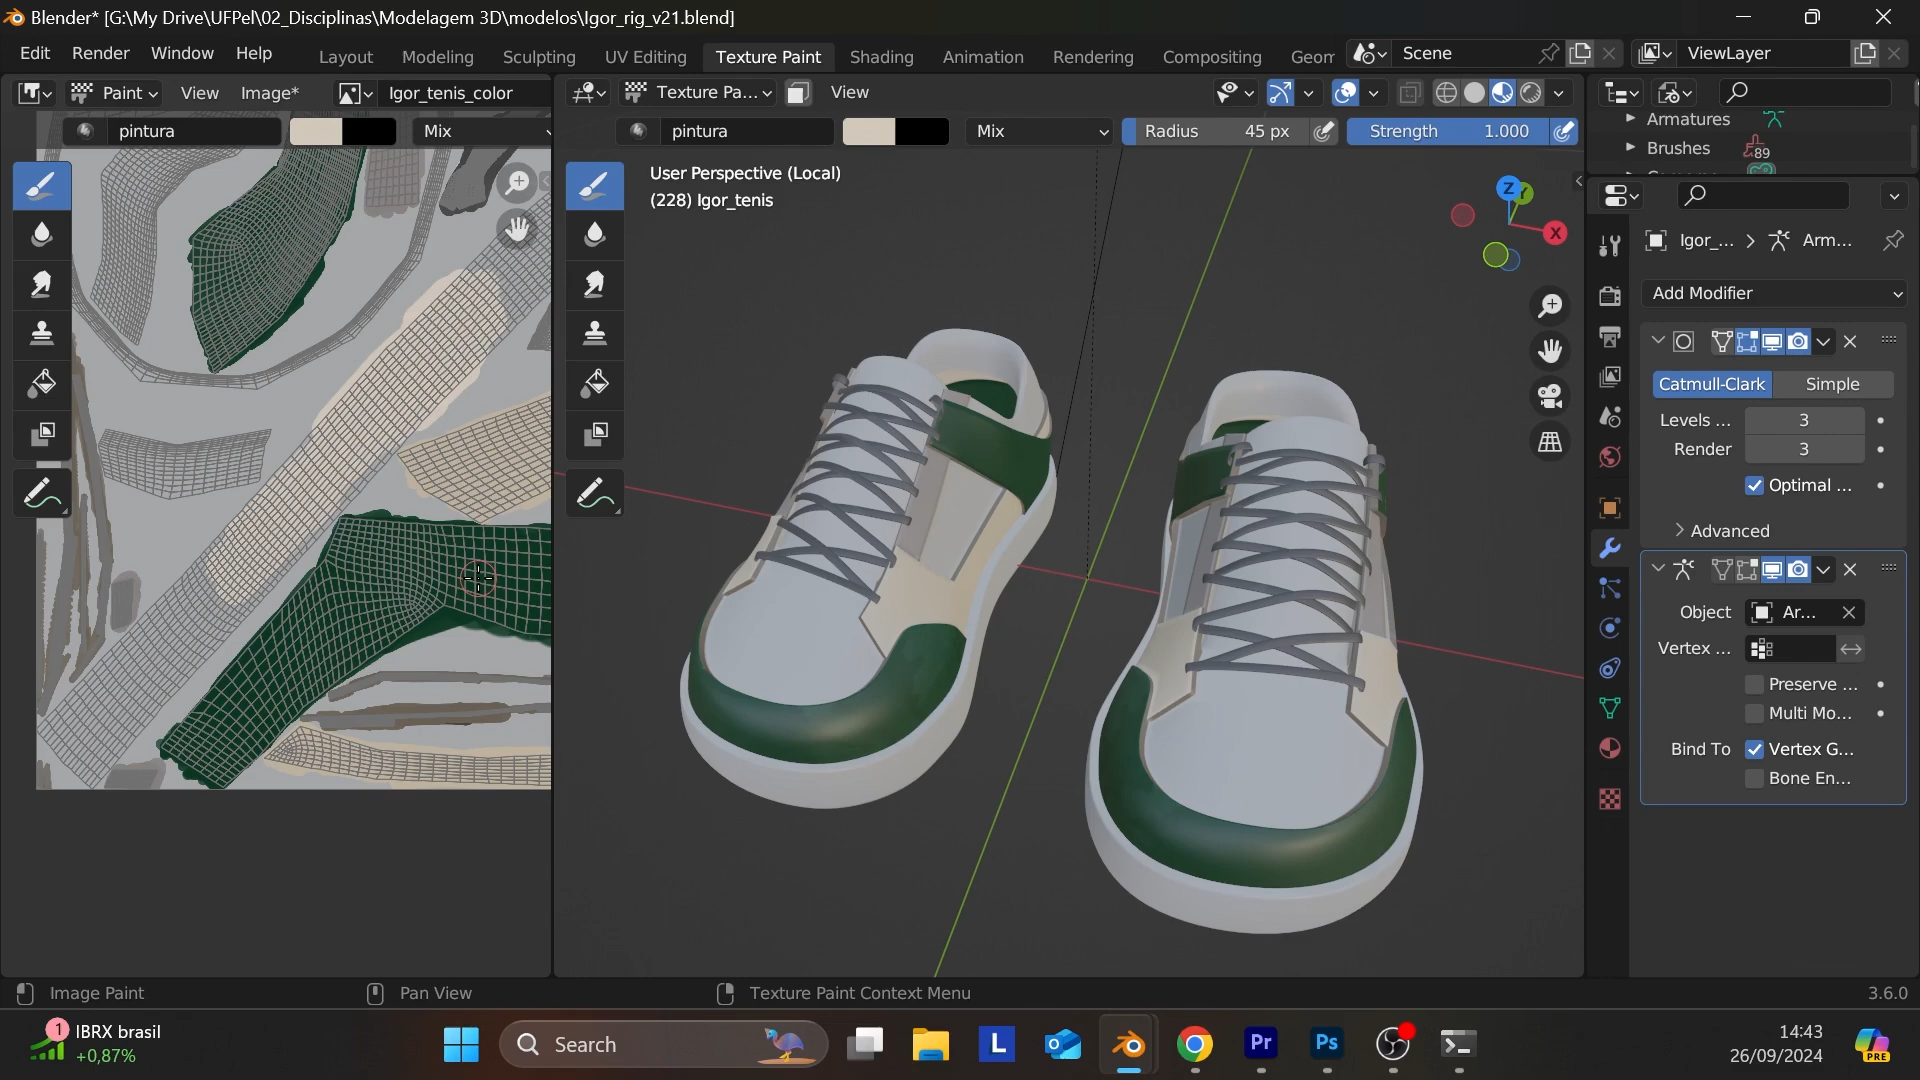 Blender* [G:\My Drive\UFPel\02_Disciplinas\Modelagem 3D\modelos\Igor_rig_v21.blend]
Edit Render Window Help Layout Modeling Sculpting UV Editing Texture Paint Shading Animation Rendering Compositing Geom Scene ViewLayer
Paint View Image* Igor_tenis_color Texture Pa... View
pintura Mix pintura Mix Radius 45 px Strength 1.000
Armatures
Brushes 89
User Perspective (Local)
(228) Igor_tenis
Z Y X
Igor_... Arm...
Add Modifier
Catmull-Clark Simple
Levels ... 3
Render 3
Optimal ...
Advanced
Object Ar...
Vertex ...
Preserve ...
Multi Mo...
Bind To Vertex G...
Bone En...
Image Paint Pan View Texture Paint Context Menu 3.6.0
1 IBRX brasil
+0,87%
Search
L
Pr
Ps
14:43
26/09/2024
PRE